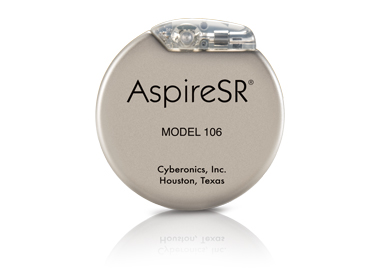 AspireSR®
MODEL 106
Cyberonics, Inc.
Houston, Texas